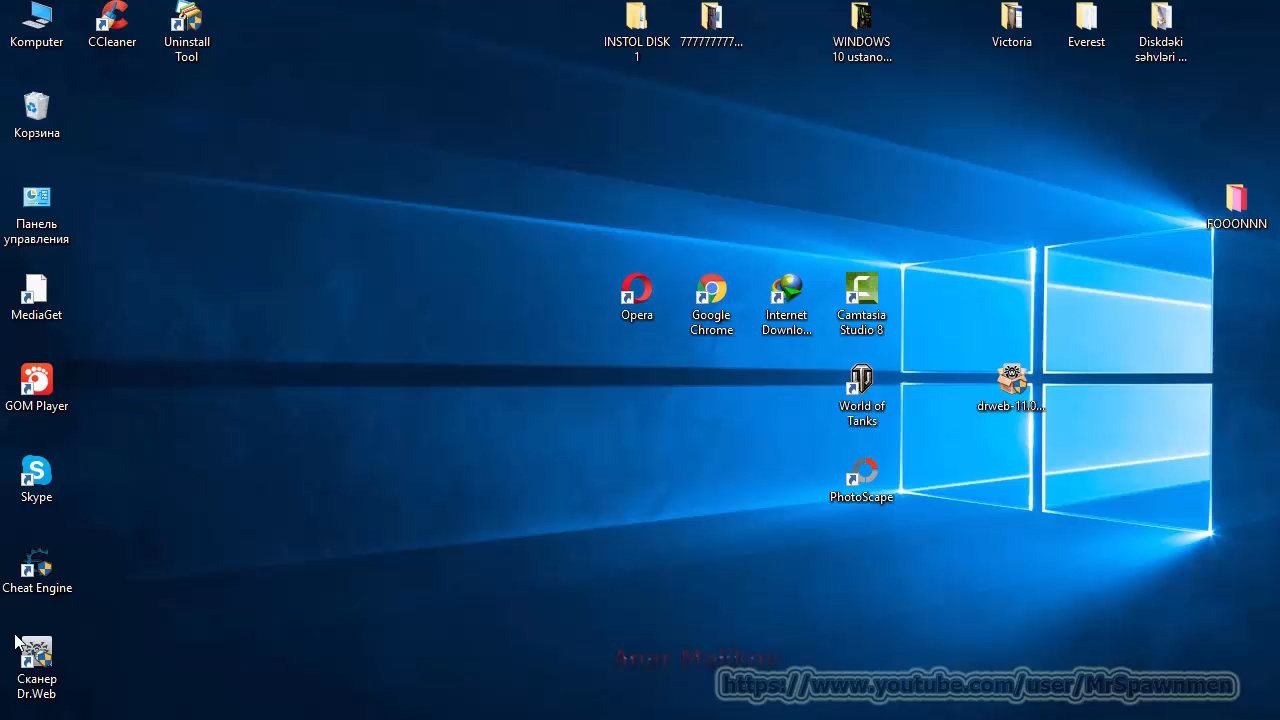 Komputer
CCleaner
Uninstall
Tool
INSTOL DISK
1
777777777...
WINDOWS
10 ustano...
Victoria
Everest
Diskdəki
səhvləri ...
Корзина
Панель
управления
FOOONNN
MediaGet
Opera
Google
Chrome
Internet
Downlo...
Camtasia
Studio 8
GOM Player
World of
Tanks
drweb-11.0...
Skype
PhotoScape
Cheat Engine
Сканер
Dr.Web
https://www.youtube.com/user/MrSpawnmen